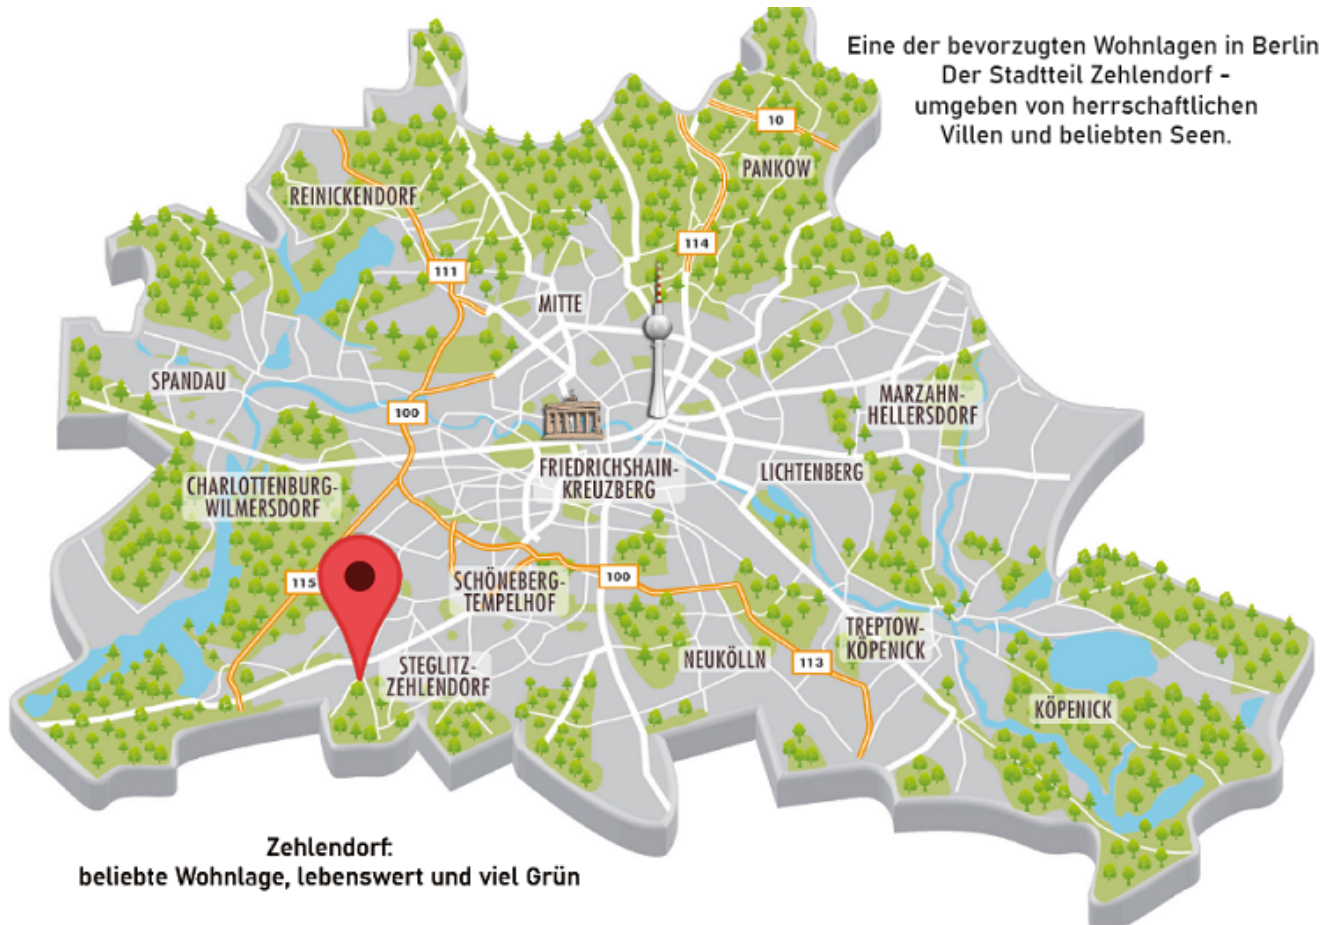 Eine der bevorzugten Wohnlagen in Berlin
Der Stadtteil Zehlendorf -
umgeben von herrschaftlichen
Villen und beliebten Seen.
10
PANKOW
REINICKENDORF
114
111
MITTE
SPANDAU
100
MARZAHN-
HELLERSDORF
FRIEDRICHSHAIN-
KREUZBERG
LICHTENBERG
CHARLOTTENBURG-
WILMERSDORF
115
SCHÖNEBERG-
TEMPELHOF
100
TREPTOW-
KÖPENICK
STEGLITZ-
ZEHLENDORF
NEUKÖLLN
113
KÖPENICK
Zehlendorf:
beliebte Wohnlage, lebenswert und viel Grün